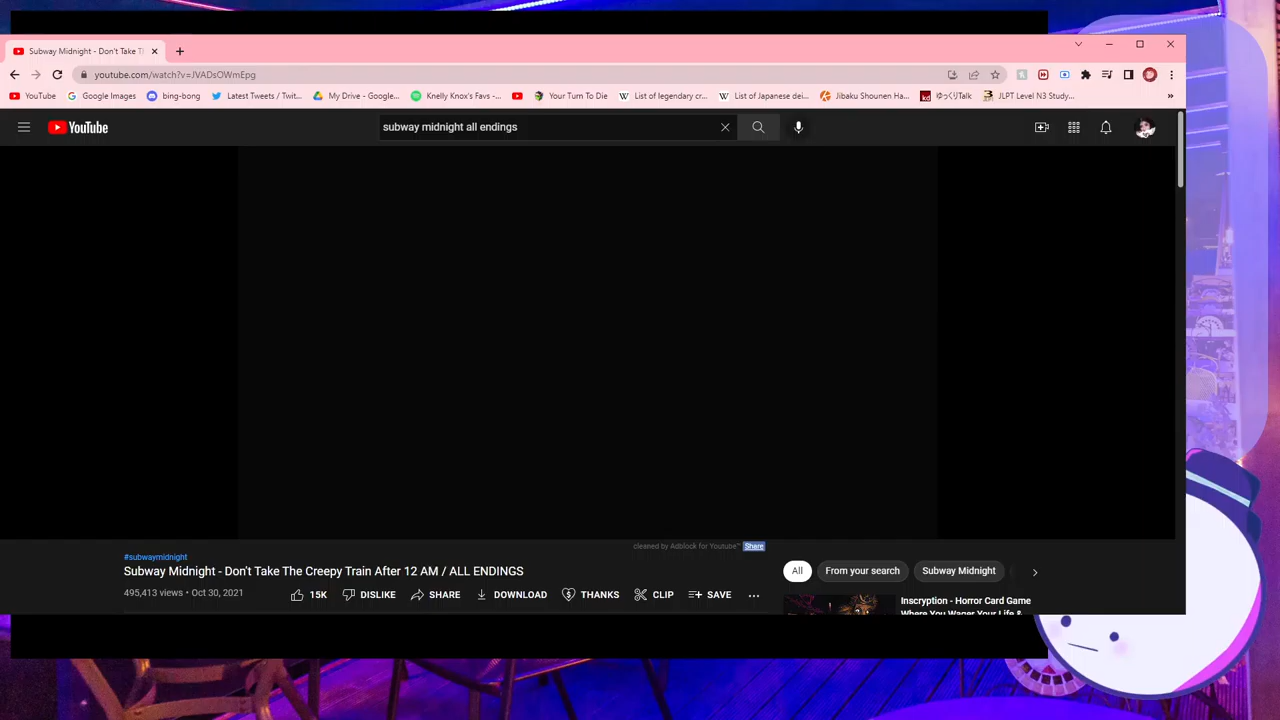 Subway Midnight - Don't Take T
youtube.com/watch?v=JVADsOWmEpg
YouTube
Google Images
bing-bong
Latest Tweets / Twit...
My Drive - Google...
Knelly Knox's Favs -
Your Turn To Die
List of legendary cr...
List of Japanese dei...
Jibaku Shounen Ha...
ゆっくりTalk
JLPT Level N3 Study...
»
YouTube
subway midnight all endings
cleaned by Adblock for Youtube™ Share
#subwaymidnight
Subway Midnight - Don't Take The Creepy Train After 12 AM / ALL ENDINGS
495,413 views • Oct 30, 2021
15K
DISLIKE
SHARE
DOWNLOAD
THANKS
CLIP
SAVE
All
From your search
Subway Midnight
Inscryption - Horror Card Game
Where You Wager Your Life &